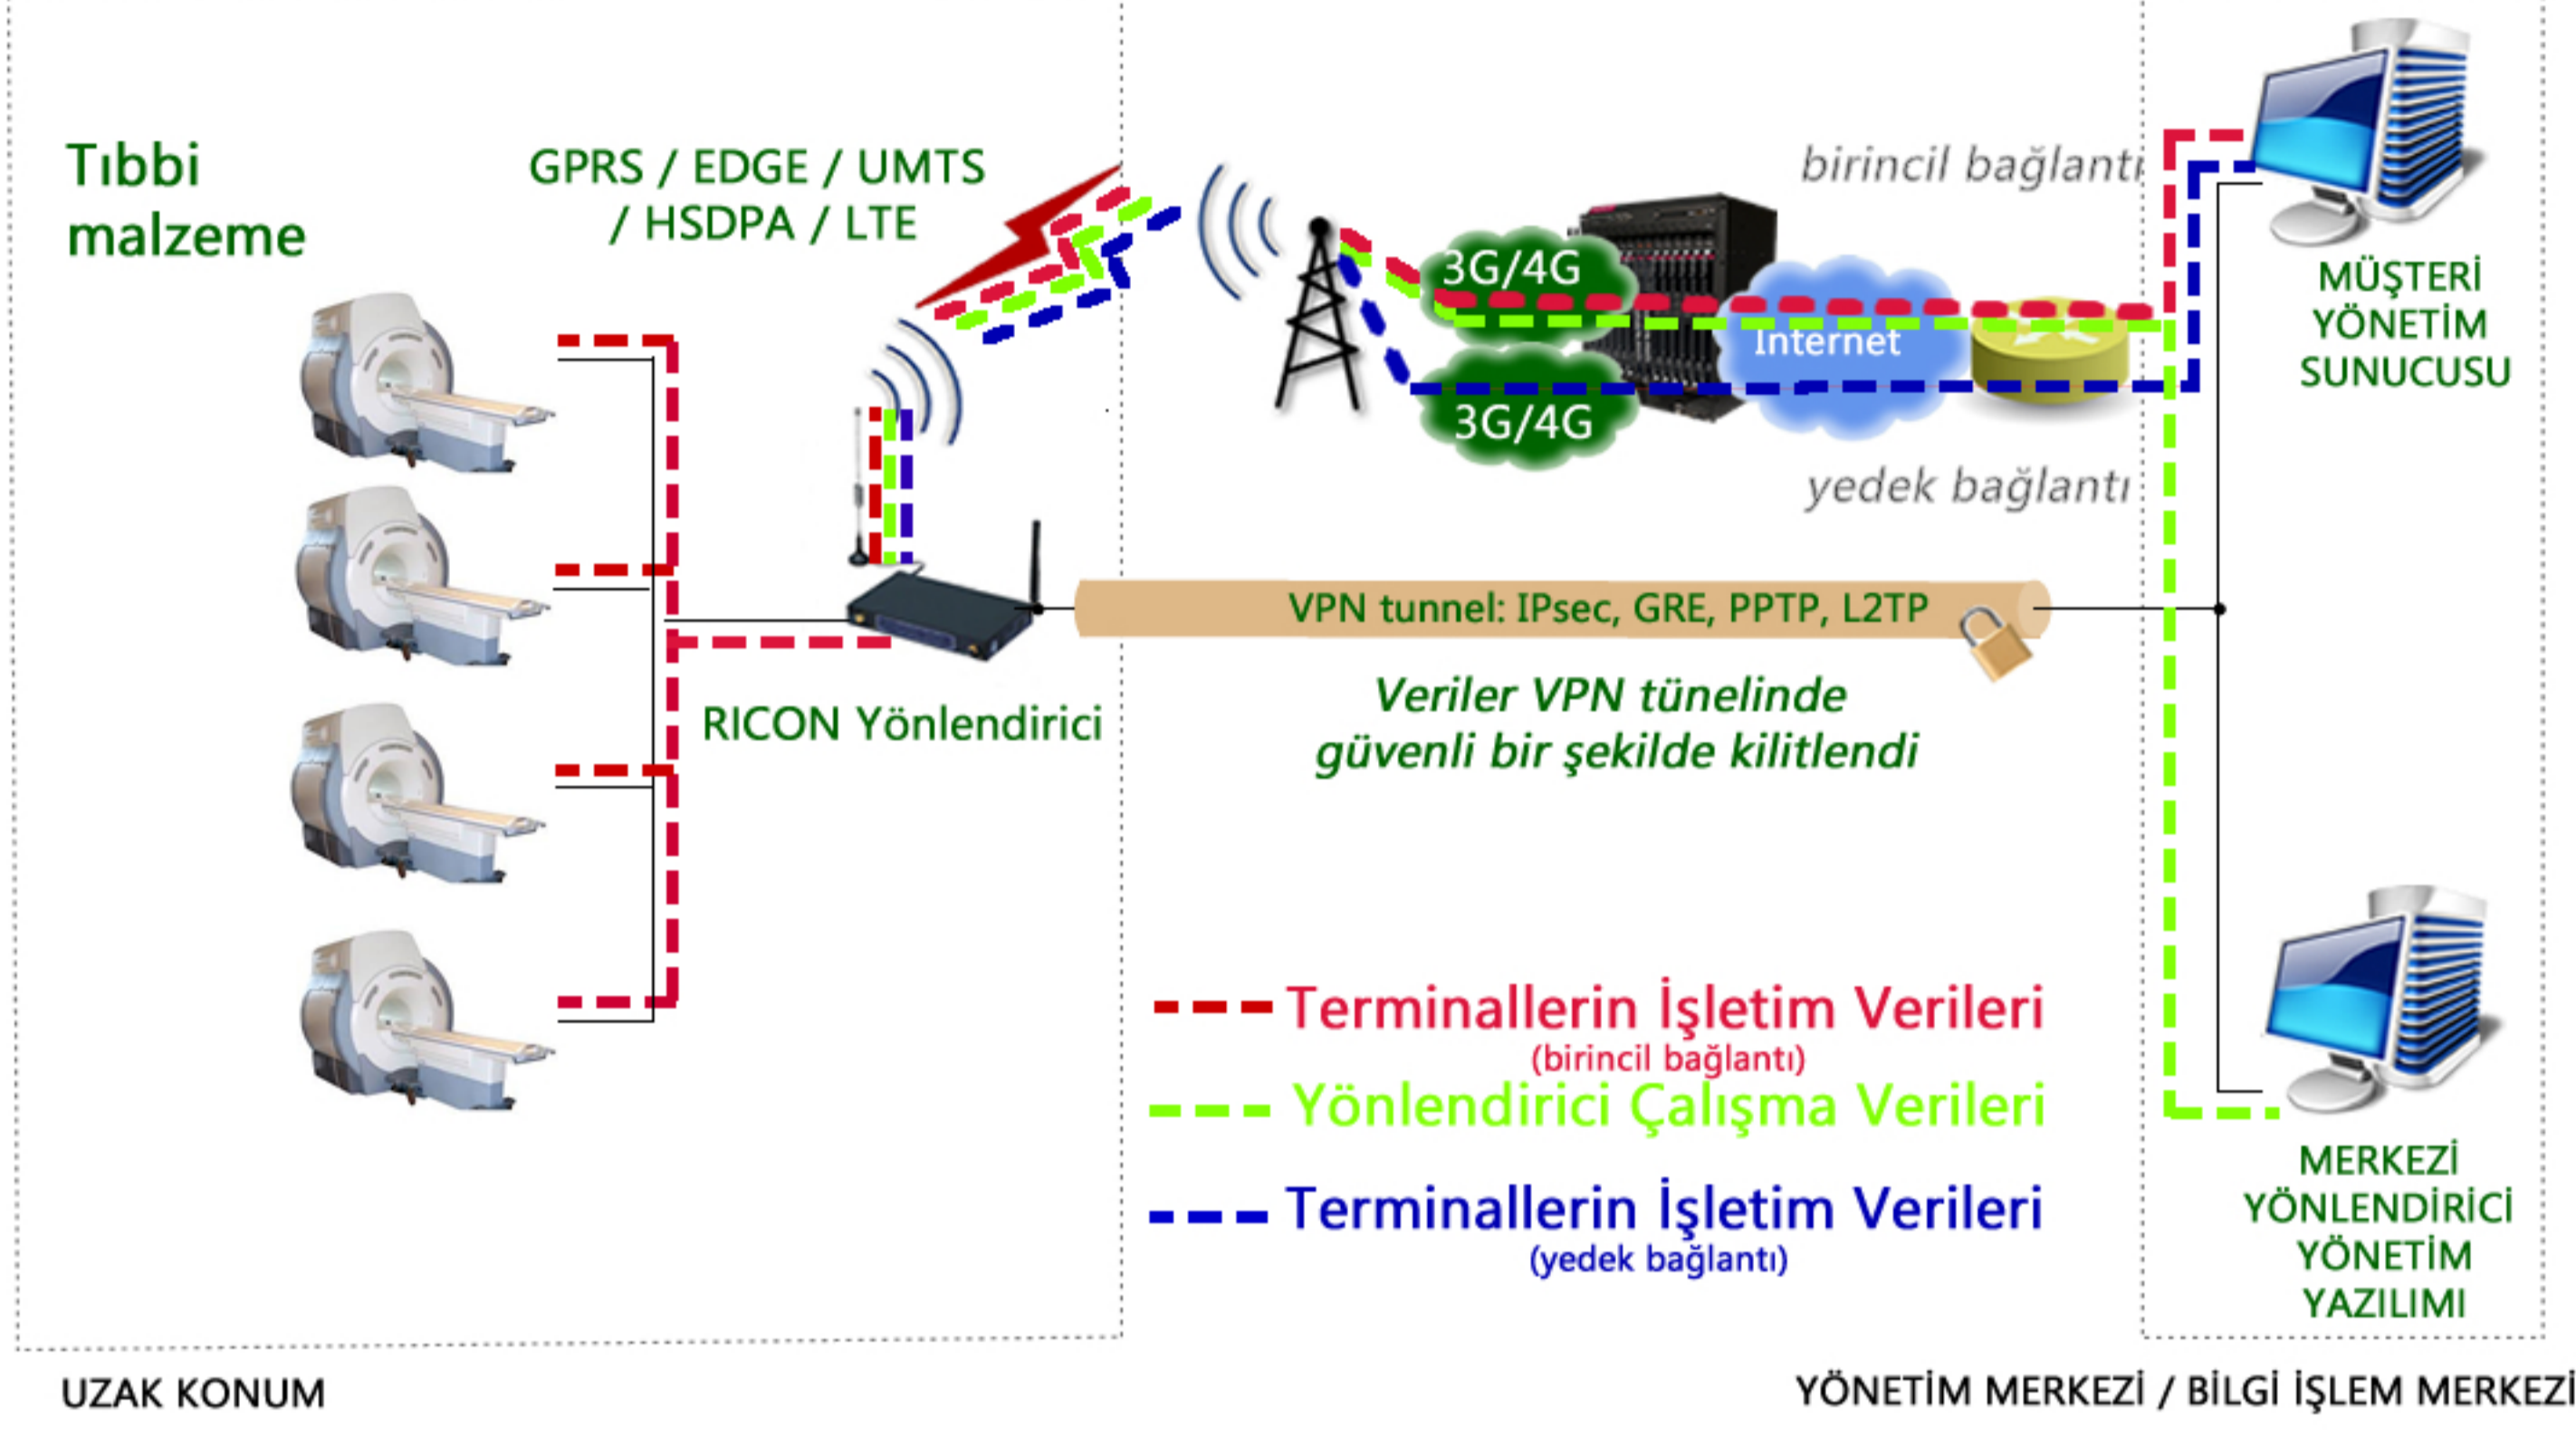 Tıbbi
malzeme
GPRS / EDGE / UMTS
/ HSDPA / LTE
birincil bağlantı
3G/4G
Internet
3G/4G
yedek bağlantı
MÜŞTERİ
YÖNETİM
SUNUCUSU
VPN tunnel: IPsec, GRE, PPTP, L2TP
Veriler VPN tünelinde
güvenli bir şekilde kilitlendi
RICON Yönlendirici
Terminallerin İşletim Verileri
(birincil bağlantı)
Yönlendirici Çalışma Verileri
Terminallerin İşletim Verileri
(yedek bağlantı)
MERKEZİ
YÖNLENDİRİCİ
YÖNETİM
YAZILIMI
UZAK KONUM
YÖNETİM MERKEZİ / BİLGİ İŞLEM MERKEZİ